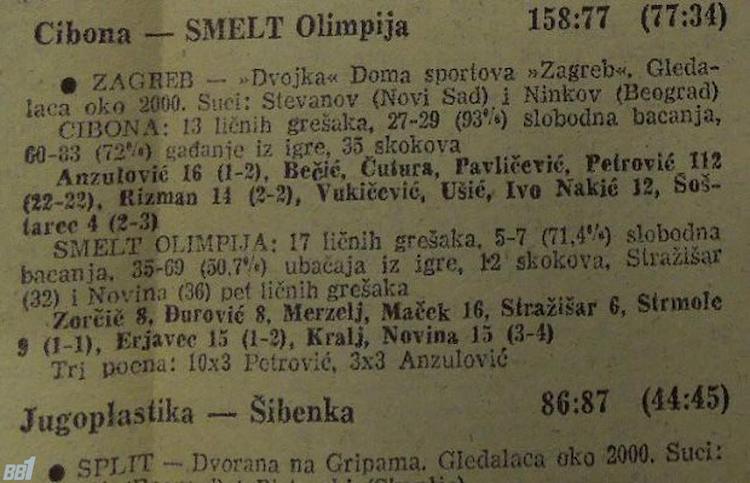 Cibona — SMELT Olimpija 158:77 (77:34)
● ZAGREB — »Dvojka« Doma sportova »Zagreb«. Gleda-
laca oko 2000. Suci: Stevanov (Novi Sad) i Ninkov (Beograd)
CIBONA: 13 ličnih grešaka, 27-29 (93%) slobodna bacanja,
60-83 (72%) gađanje iz igre, 35 skokova
Anzulović 16 (1-2), Bečić, Čutura, Pavličević, Petrović 112
(22-22), Rizman 14 (2-2), Vukičević, Ušić, Ivo Nakić 12, Šoš-
tarec 4 (2-3)
SMELT OLIMPIJA: 17 ličnih grešaka, 5-7 (71,4%) slobodna
bacanja, 35-69 (50,7%) ubačaja iz igre, 12 skokova, Stražišar
(32) i Novina (36) pet ličnih grešaka
Zorčič 8, Đurović 8, Merzelj, Maček 16, Stražišar 6, Strmole
9 (1-1), Erjavec 15 (1-2), Kralj, Novina 15 (3-4)
Tri poena: 10x3 Petrović, 3x3 Anzulović
Jugoplastika — Šibenka 86:87 (44:45)
● SPLIT — Dvorana na Gripama. Gledalaca oko 2000. Suci:
BB1